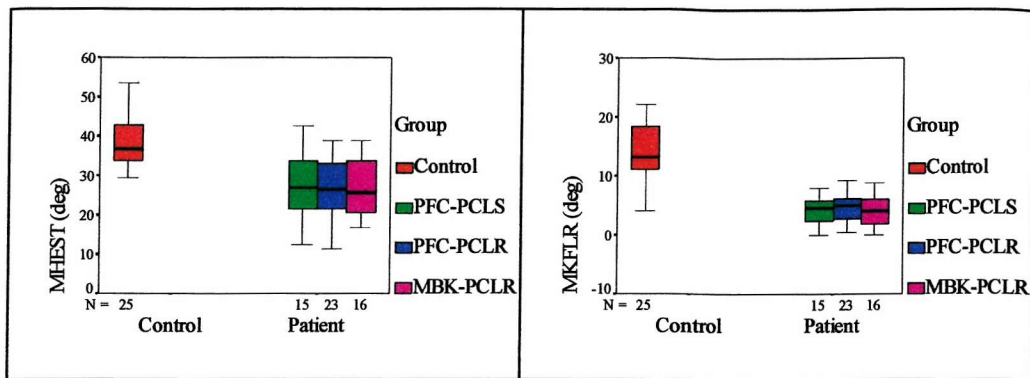 60
50
40
30
20
10
0
MHEST (deg)
N = 25 15 23 16
Control Patient
Group
Control
PFC-PCLS
PFC-PCLR
MBK-PCLR
30
20
10
0
-10
MKFLR (deg)
N = 25 15 23 16
Control Patient
Group
Control
PFC-PCLS
PFC-PCLR
MBK-PCLR